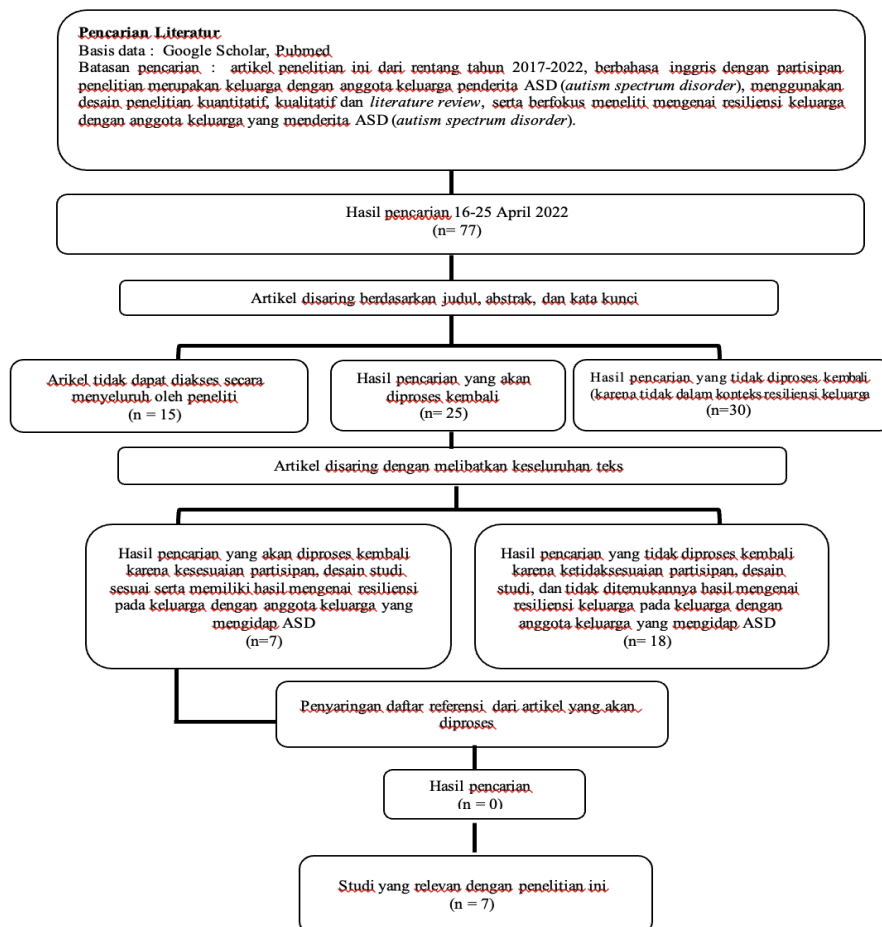 Pencarian Literatur
Basis data : Google Scholar, Pubmed
Batasan pencarian : artikel penelitian ini dari rentang tahun 2017-2022, berbahasa inggris dengan partisipan
penelitian merupakan keluarga dengan anggota keluarga penderita ASD (autism spectrum disorder), menggunakan
desain penelitian kuantitatif, kualitatif dan literature review, serta berfokus meneliti mengenai resiliensi keluarga
dengan anggota keluarga yang menderita ASD (autism spectrum disorder).
Hasil pencarian 16-25 April 2022
(n= 77)
Artikel disaring berdasarkan judul, abstrak, dan kata kunci
Arikel tidak dapat diakses secara
menyeluruh oleh peneliti
(n = 15)
Hasil pencarian yang akan
diproses kembali
(n= 25)
Hasil pencarian yang tidak diproses kembali
(karena tidak dalam konteks resiliensi keluarga
(n=30)
Artikel disaring dengan melibatkan keseluruhan teks
Hasil pencarian yang akan diproses kembali
karena kesesuaian partisipan, desain studi
sesuai serta memiliki hasil mengenai resiliensi
pada keluarga dengan anggota keluarga yang
mengidap ASD
(n=7)
Hasil pencarian yang tidak diproses kembali
karena ketidaksesuaian partisipan, desain
studi, dan tidak ditemukannya hasil mengenai
resiliensi keluarga pada keluarga dengan
anggota keluarga yang mengidap ASD
(n= 18)
Penyaringan daftar referensi dari artikel yang akan
diproses
Hasil pencarian
(n = 0)
Studi yang relevan dengan penelitian ini
(n = 7)